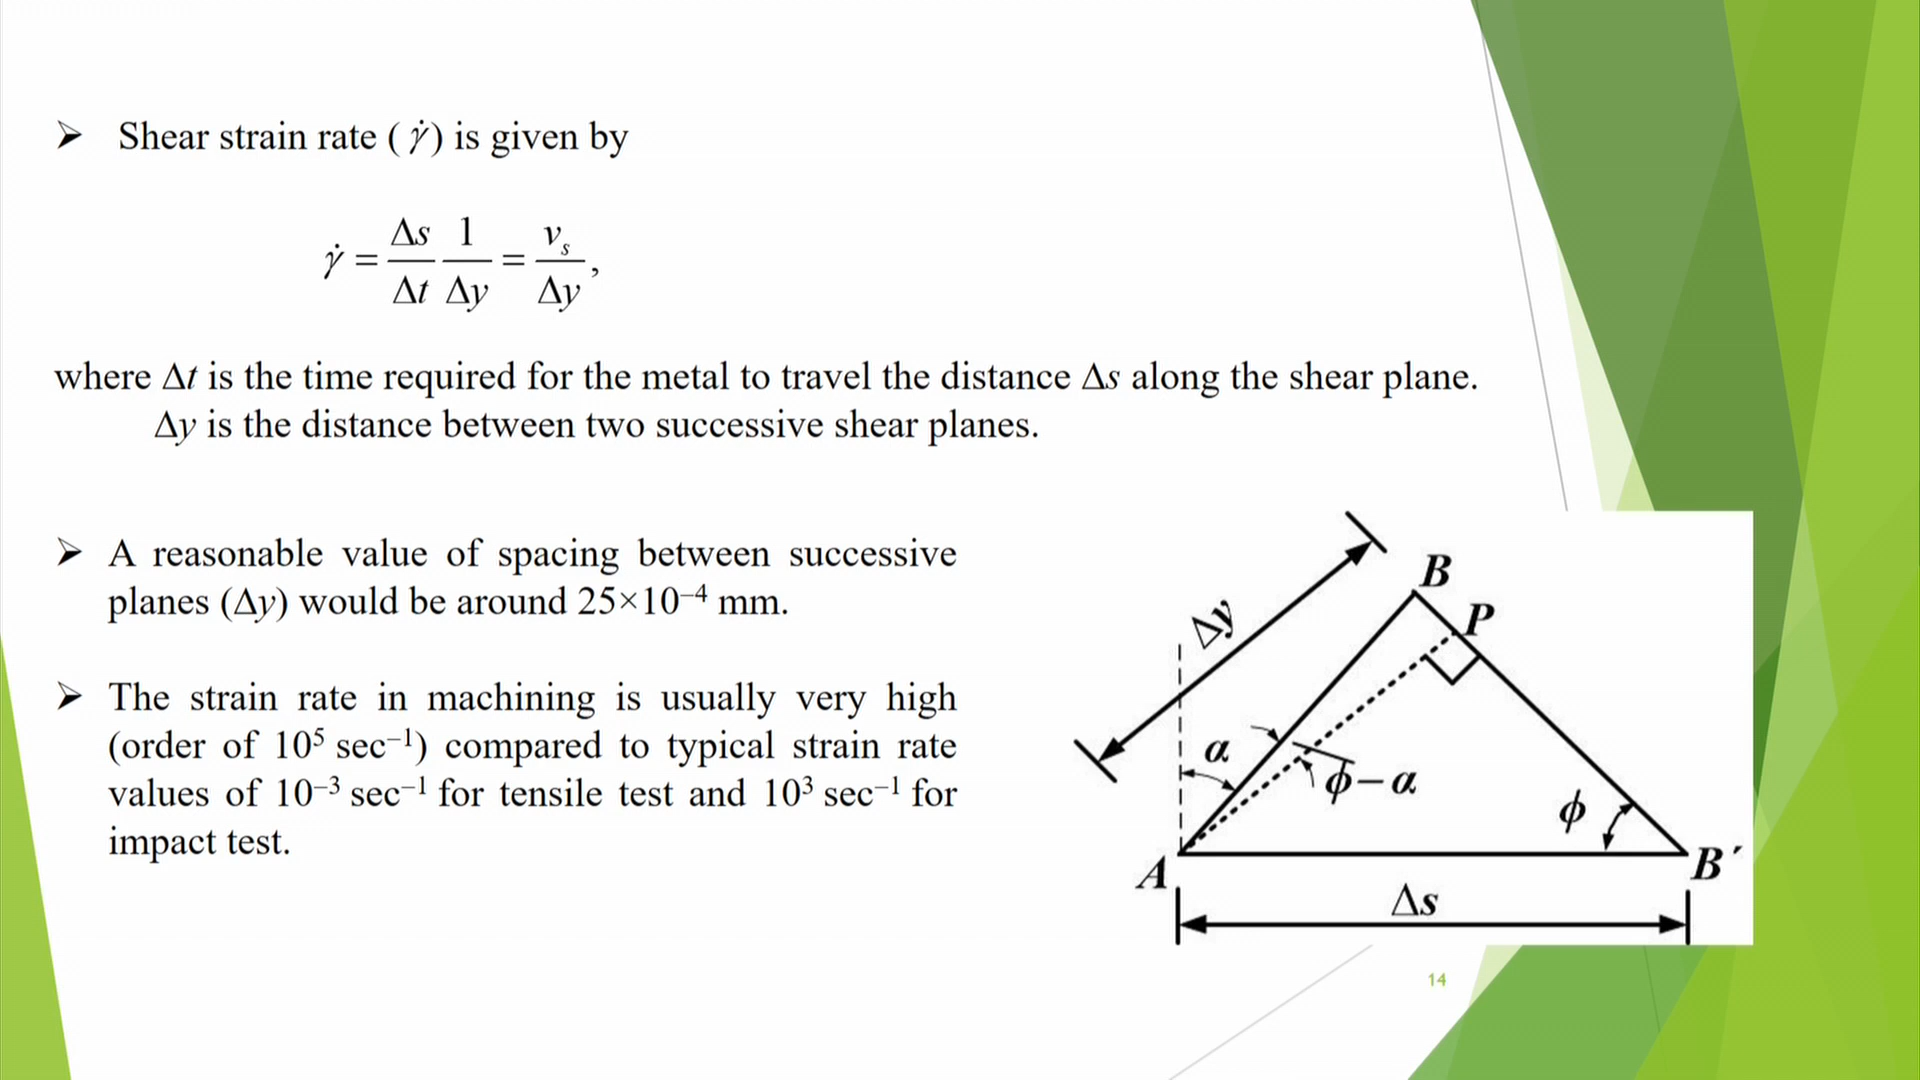 ➢ Shear strain rate (γ̇) is given by
γ̇ = Δs/Δt 1/Δy = vₛ/Δy,
where Δt is the time required for the metal to travel the distance Δs along the shear plane.
Δy is the distance between two successive shear planes.
➢ A reasonable value of spacing between successive
planes (Δy) would be around 25×10⁻⁴ mm.
➢ The strain rate in machining is usually very high
(order of 10⁵ sec⁻¹) compared to typical strain rate
values of 10⁻³ sec⁻¹ for tensile test and 10³ sec⁻¹ for
impact test.
B
P
Δy
α
ϕ−α
ϕ
A
B′
Δs
14